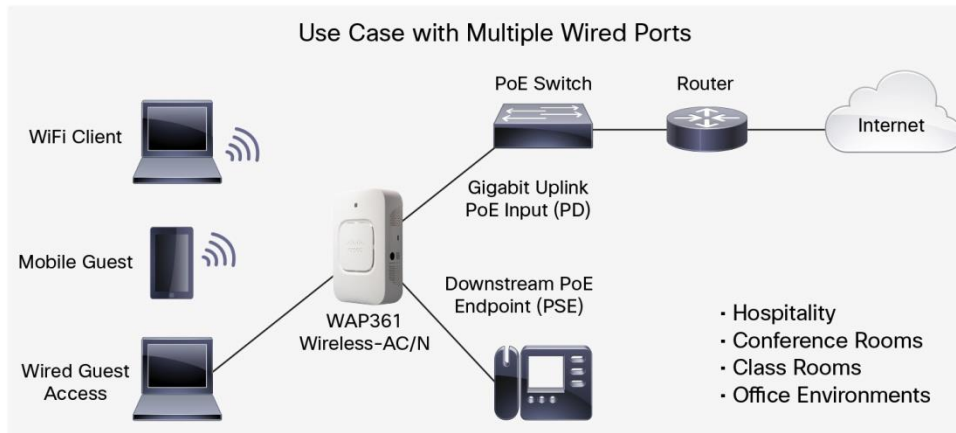 Use Case with Multiple Wired Ports
PoE Switch
Router
WiFi Client
Internet
Gigabit Uplink
PoE Input (PD)
Mobile Guest
Downstream PoE
Endpoint (PSE)
WAP361
Wireless-AC/N
Wired Guest
Access
· Hospitality
· Conference Rooms
· Class Rooms
· Office Environments